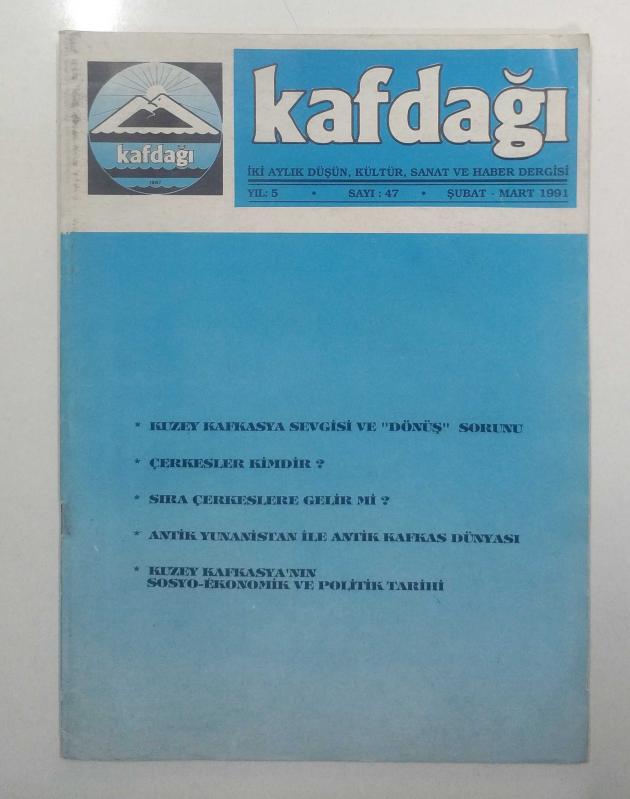 kafdağı
1987
kafdağı
İKİ AYLIK DÜŞÜN, KÜLTÜR, SANAT VE HABER DERGİSİ
YIL: 5 • SAYI : 47 • ŞUBAT - MART 1991
* KUZEY KAFKASYA SEVGİSİ VE "DÖNÜŞ" SORUNU
* ÇERKESLER KİMDİR ?
* SIRA ÇERKESLERE GELİR Mİ ?
* ANTİK YUNANİSTAN İLE ANTİK KAFKAS DÜNYASI
* KUZEY KAFKASYA'NIN
SOSYO-EKONOMİK VE POLİTİK TARİHİ